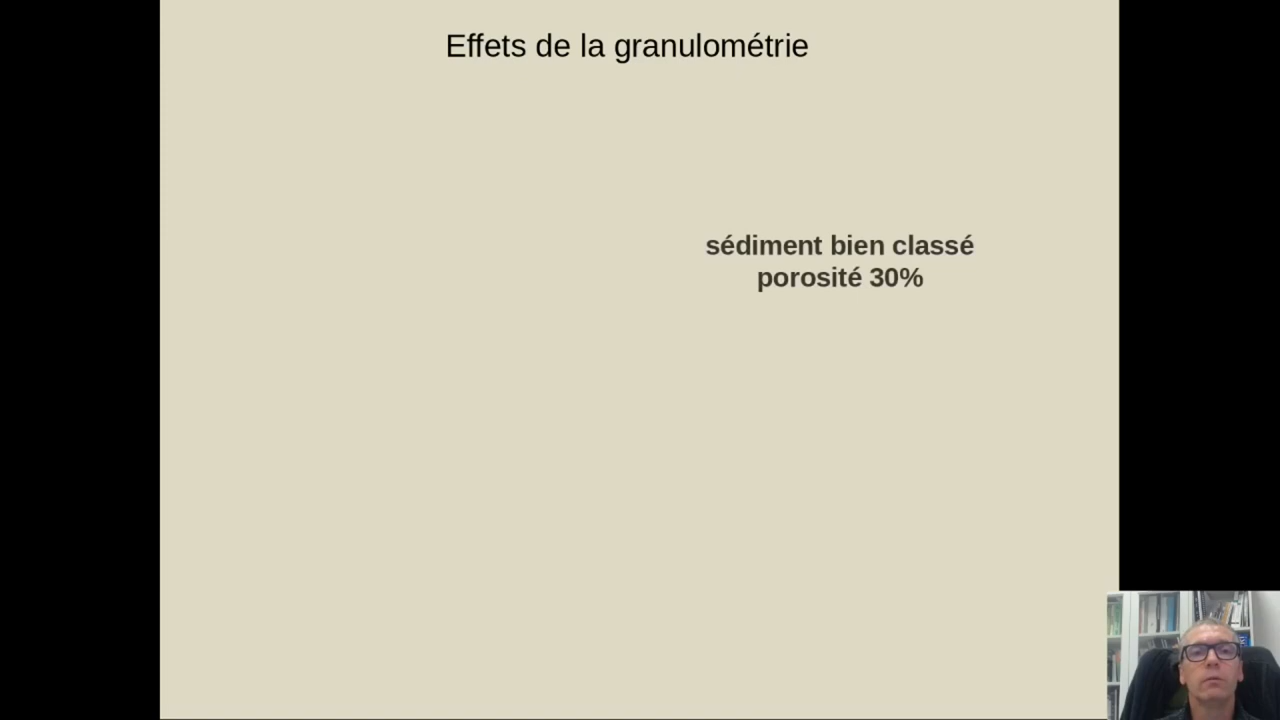 Effets de la granulométrie
sédiment bien classé
porosité 30%